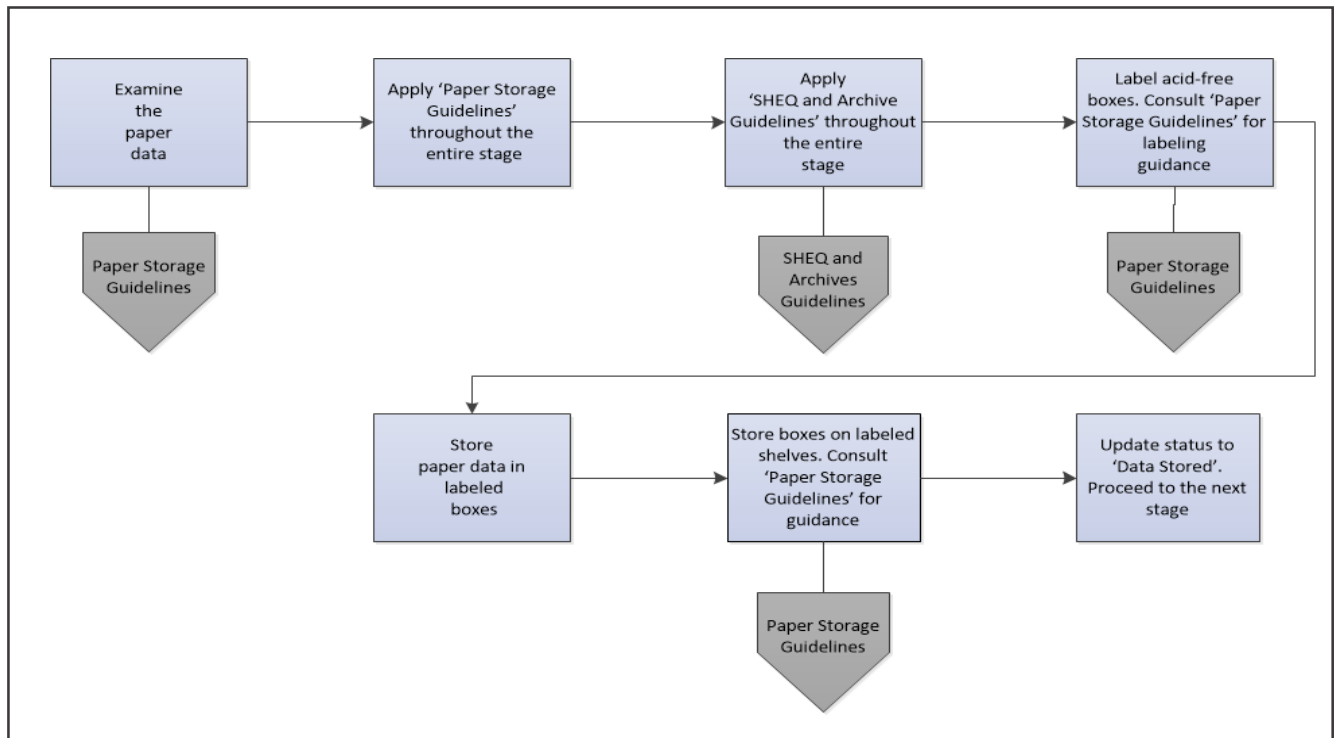 Examine
the
paper
data
Apply ‘Paper Storage
Guidelines’
throughout the
entire stage
Apply
‘SHEQ and Archive
Guidelines’ throughout
the entire
stage
Label acid-free
boxes. Consult ‘Paper
Storage Guidelines’ for
labeling
guidance
Paper Storage
Guidelines
SHEQ and
Archives
Guidelines
Paper Storage
Guidelines
Store
paper data in
labeled
boxes
Store boxes on labeled
shelves. Consult
‘Paper Storage
Guidelines’ for
guidance
Update status to
‘Data Stored’.
Proceed to the next
stage
Paper Storage
Guidelines